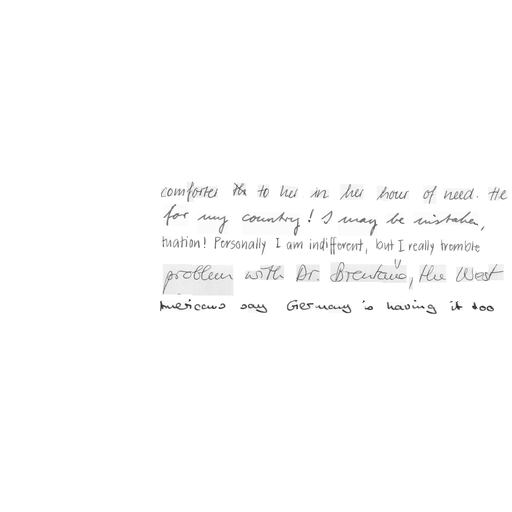 comforter to her in her hour of need. He
for my country! I may be mistaken,
tuation! Personally I am indifferent, but I really tremble
problem with Dr. Brentano, the West
Americans say Germany is having it too